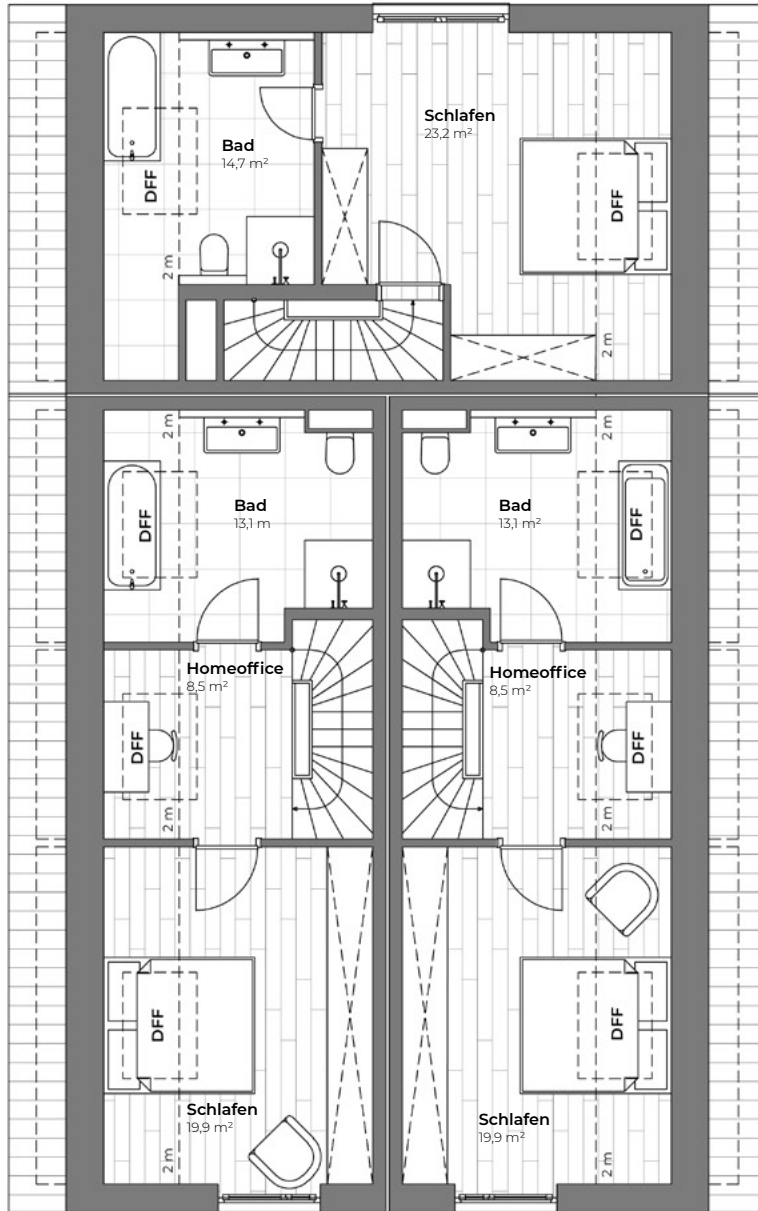 Schlafen
23,2 m²
Bad
14,7 m²
DFF
DFF
2 m
2 m
2 m
2 m
Bad
13,1 m
Bad
13,1 m²
DFF
DFF
Homeoffice
8,5 m²
Homeoffice
8,5 m²
DFF
DFF
2 m
2 m
DFF
DFF
Schlafen
19,9 m²
Schlafen
19,9 m²
2 m
2 m